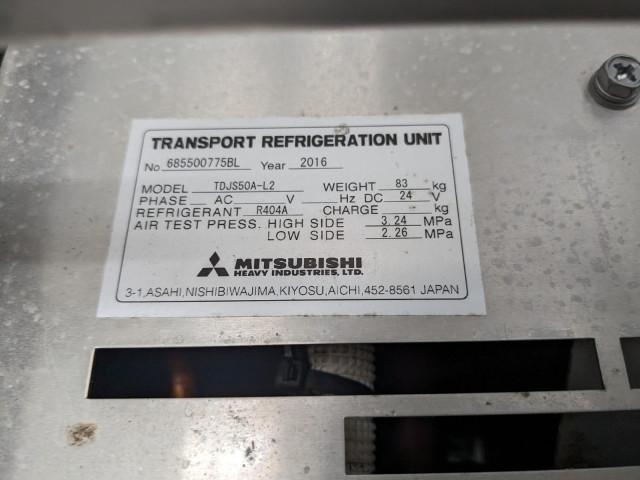 TRANSPORT REFRIGERATION UNIT
No 685500775BL Year 2016
MODEL TDJS50A-L2 WEIGHT 83 kg
PHASE AC V Hz DC 24 V
REFRIGERANT R404A CHARGE kg
AIR TEST PRESS. HIGH SIDE 3.24 MPa
LOW SIDE 2.26 MPa
MITSUBISHI
HEAVY INDUSTRIES, LTD.
3-1, ASAHI, NISHIBIWAJIMA, KIYOSU, AICHI, 452-8561 JAPAN